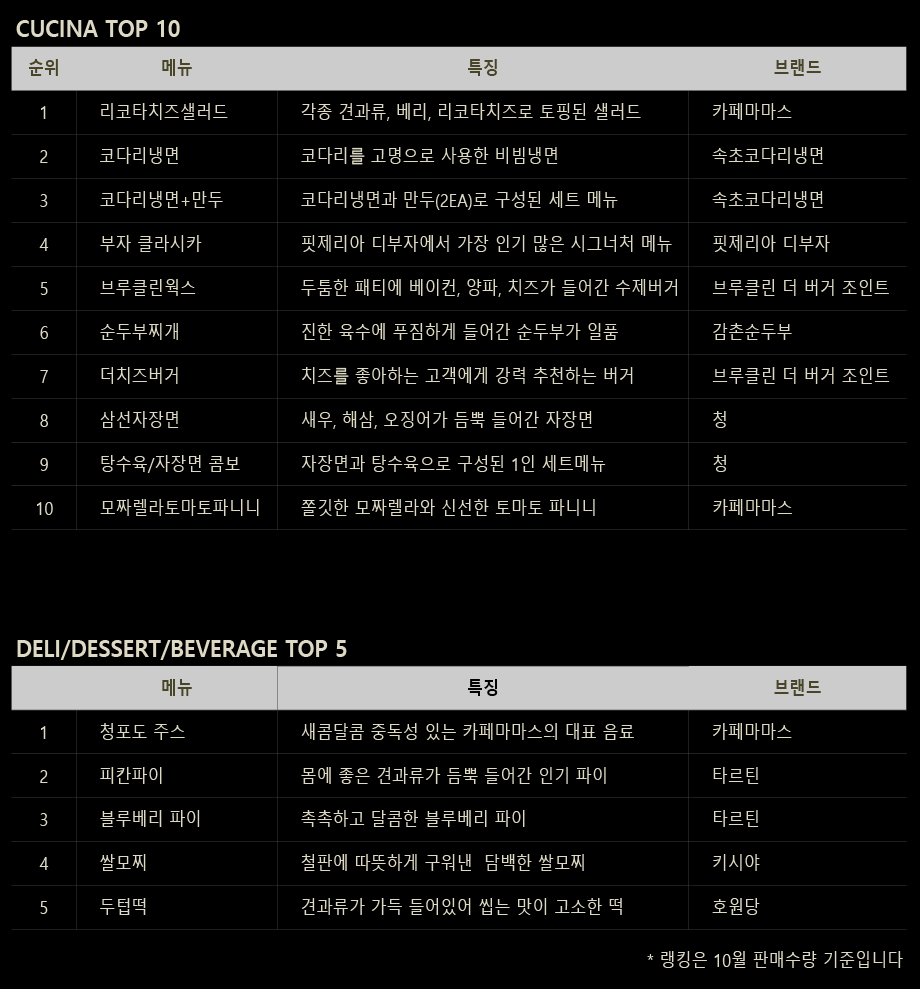 CUCINA TOP 10
순위 메뉴 특징 브랜드
1 리코타치즈샐러드 각종 견과류, 베리, 리코타치즈로 토핑된 샐러드 카페마마스
2 코다리냉면 코다리를 고명으로 사용한 비빔냉면 속초코다리냉면
3 코다리냉면+만두 코다리냉면과 만두(2EA)로 구성된 세트 메뉴 속초코다리냉면
4 부자 클라시카 핏제리아 디부자에서 가장 인기 많은 시그너처 메뉴 핏제리아 디부자
5 브루클린웍스 두툼한 패티에 베이컨, 양파, 치즈가 들어간 수제버거 브루클린 더 버거 조인트
6 순두부찌개 진한 육수에 푸짐하게 들어간 순두부가 일품 감촌순두부
7 더치즈버거 치즈를 좋아하는 고객에게 강력 추천하는 버거 브루클린 더 버거 조인트
8 삼선자장면 새우, 해삼, 오징어가 듬뿍 들어간 자장면 청
9 탕수육/자장면 콤보 자장면과 탕수육으로 구성된 1인 세트메뉴 청
10 모짜렐라토마토파니니 쫄깃한 모짜렐라와 신선한 토마토 파니니 카페마마스
DELI/DESSERT/BEVERAGE TOP 5
메뉴 특징 브랜드
1 청포도 주스 새콤달콤 중독성 있는 카페마마스의 대표 음료 카페마마스
2 피칸파이 몸에 좋은 견과류가 듬뿍 들어간 인기 파이 타르틴
3 블루베리 파이 촉촉하고 달콤한 블루베리 파이 타르틴
4 쌀모찌 철판에 따뜻하게 구워낸 담백한 쌀모찌 키시야
5 두텁떡 견과류가 가득 들어있어 씹는 맛이 고소한 떡 호원당
* 랭킹은 10월 판매수량 기준입니다